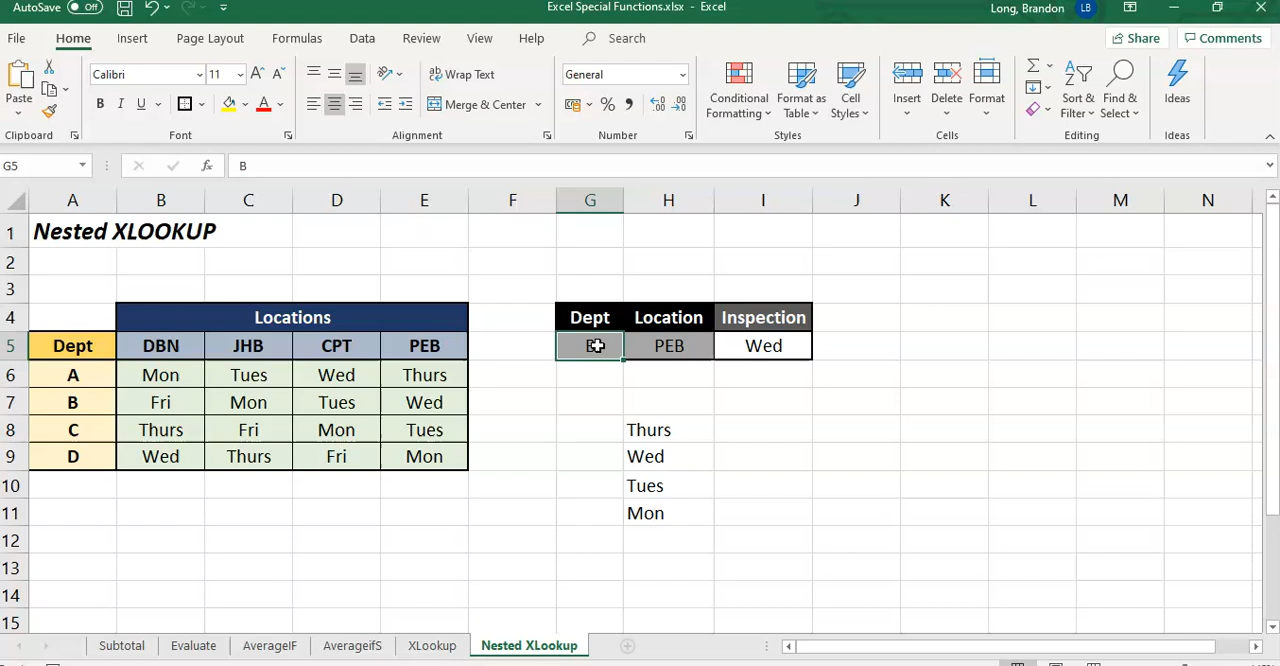 AutoSave Off Excel Special Functions.xlsx - Excel Long, Brandon LB
File Home Insert Page Layout Formulas Data Review View Help Search Share Comments
Paste Calibri 11 A A Wrap Text General Conditional Formatting Format as Table Cell Styles Insert Delete Format Sort & Filter Find & Select Ideas
B I U A Merge & Center % 9
Clipboard Font Alignment Number Styles Cells Editing Ideas
G5 fx B
A B C D E F G H I J K L M N
1 Nested XLOOKUP
2
3
4 Locations Dept Location Inspection
5 Dept DBN JHB CPT PEB PEB Wed
6 A Mon Tues Wed Thurs
7 B Fri Mon Tues Wed
8 C Thurs Fri Mon Tues Thurs
9 D Wed Thurs Fri Mon Wed
10 Tues
11 Mon
12
13
14
15
Subtotal Evaluate AverageIF AverageifS XLookup Nested XLookup